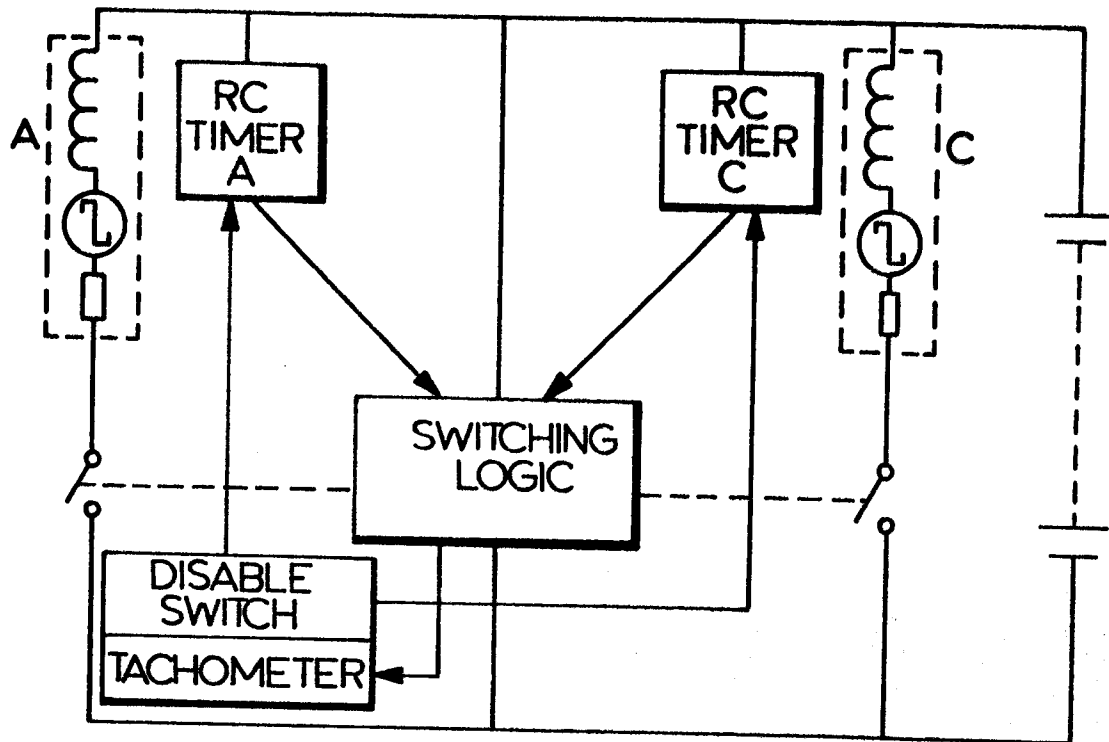 A
RC
TIMER
A
RC
TIMER
C
C
SWITCHING
LOGIC
DISABLE
SWITCH
TACHOMETER